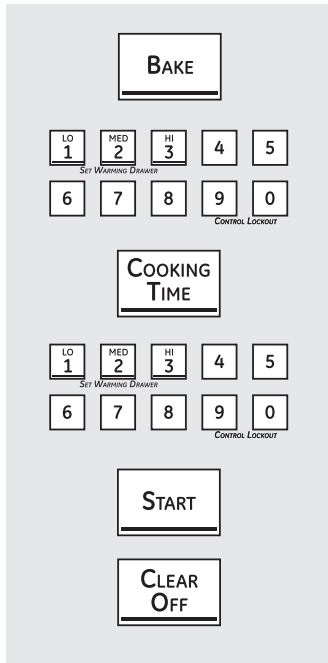 BAKE
LO MED HI
1 2 3 4 5
SET WARMING DRAWER
6 7 8 9 0
CONTROL LOCKOUT
COOKING
TIME
LO MED HI
1 2 3 4 5
SET WARMING DRAWER
6 7 8 9 0
CONTROL LOCKOUT
START
CLEAR
OFF